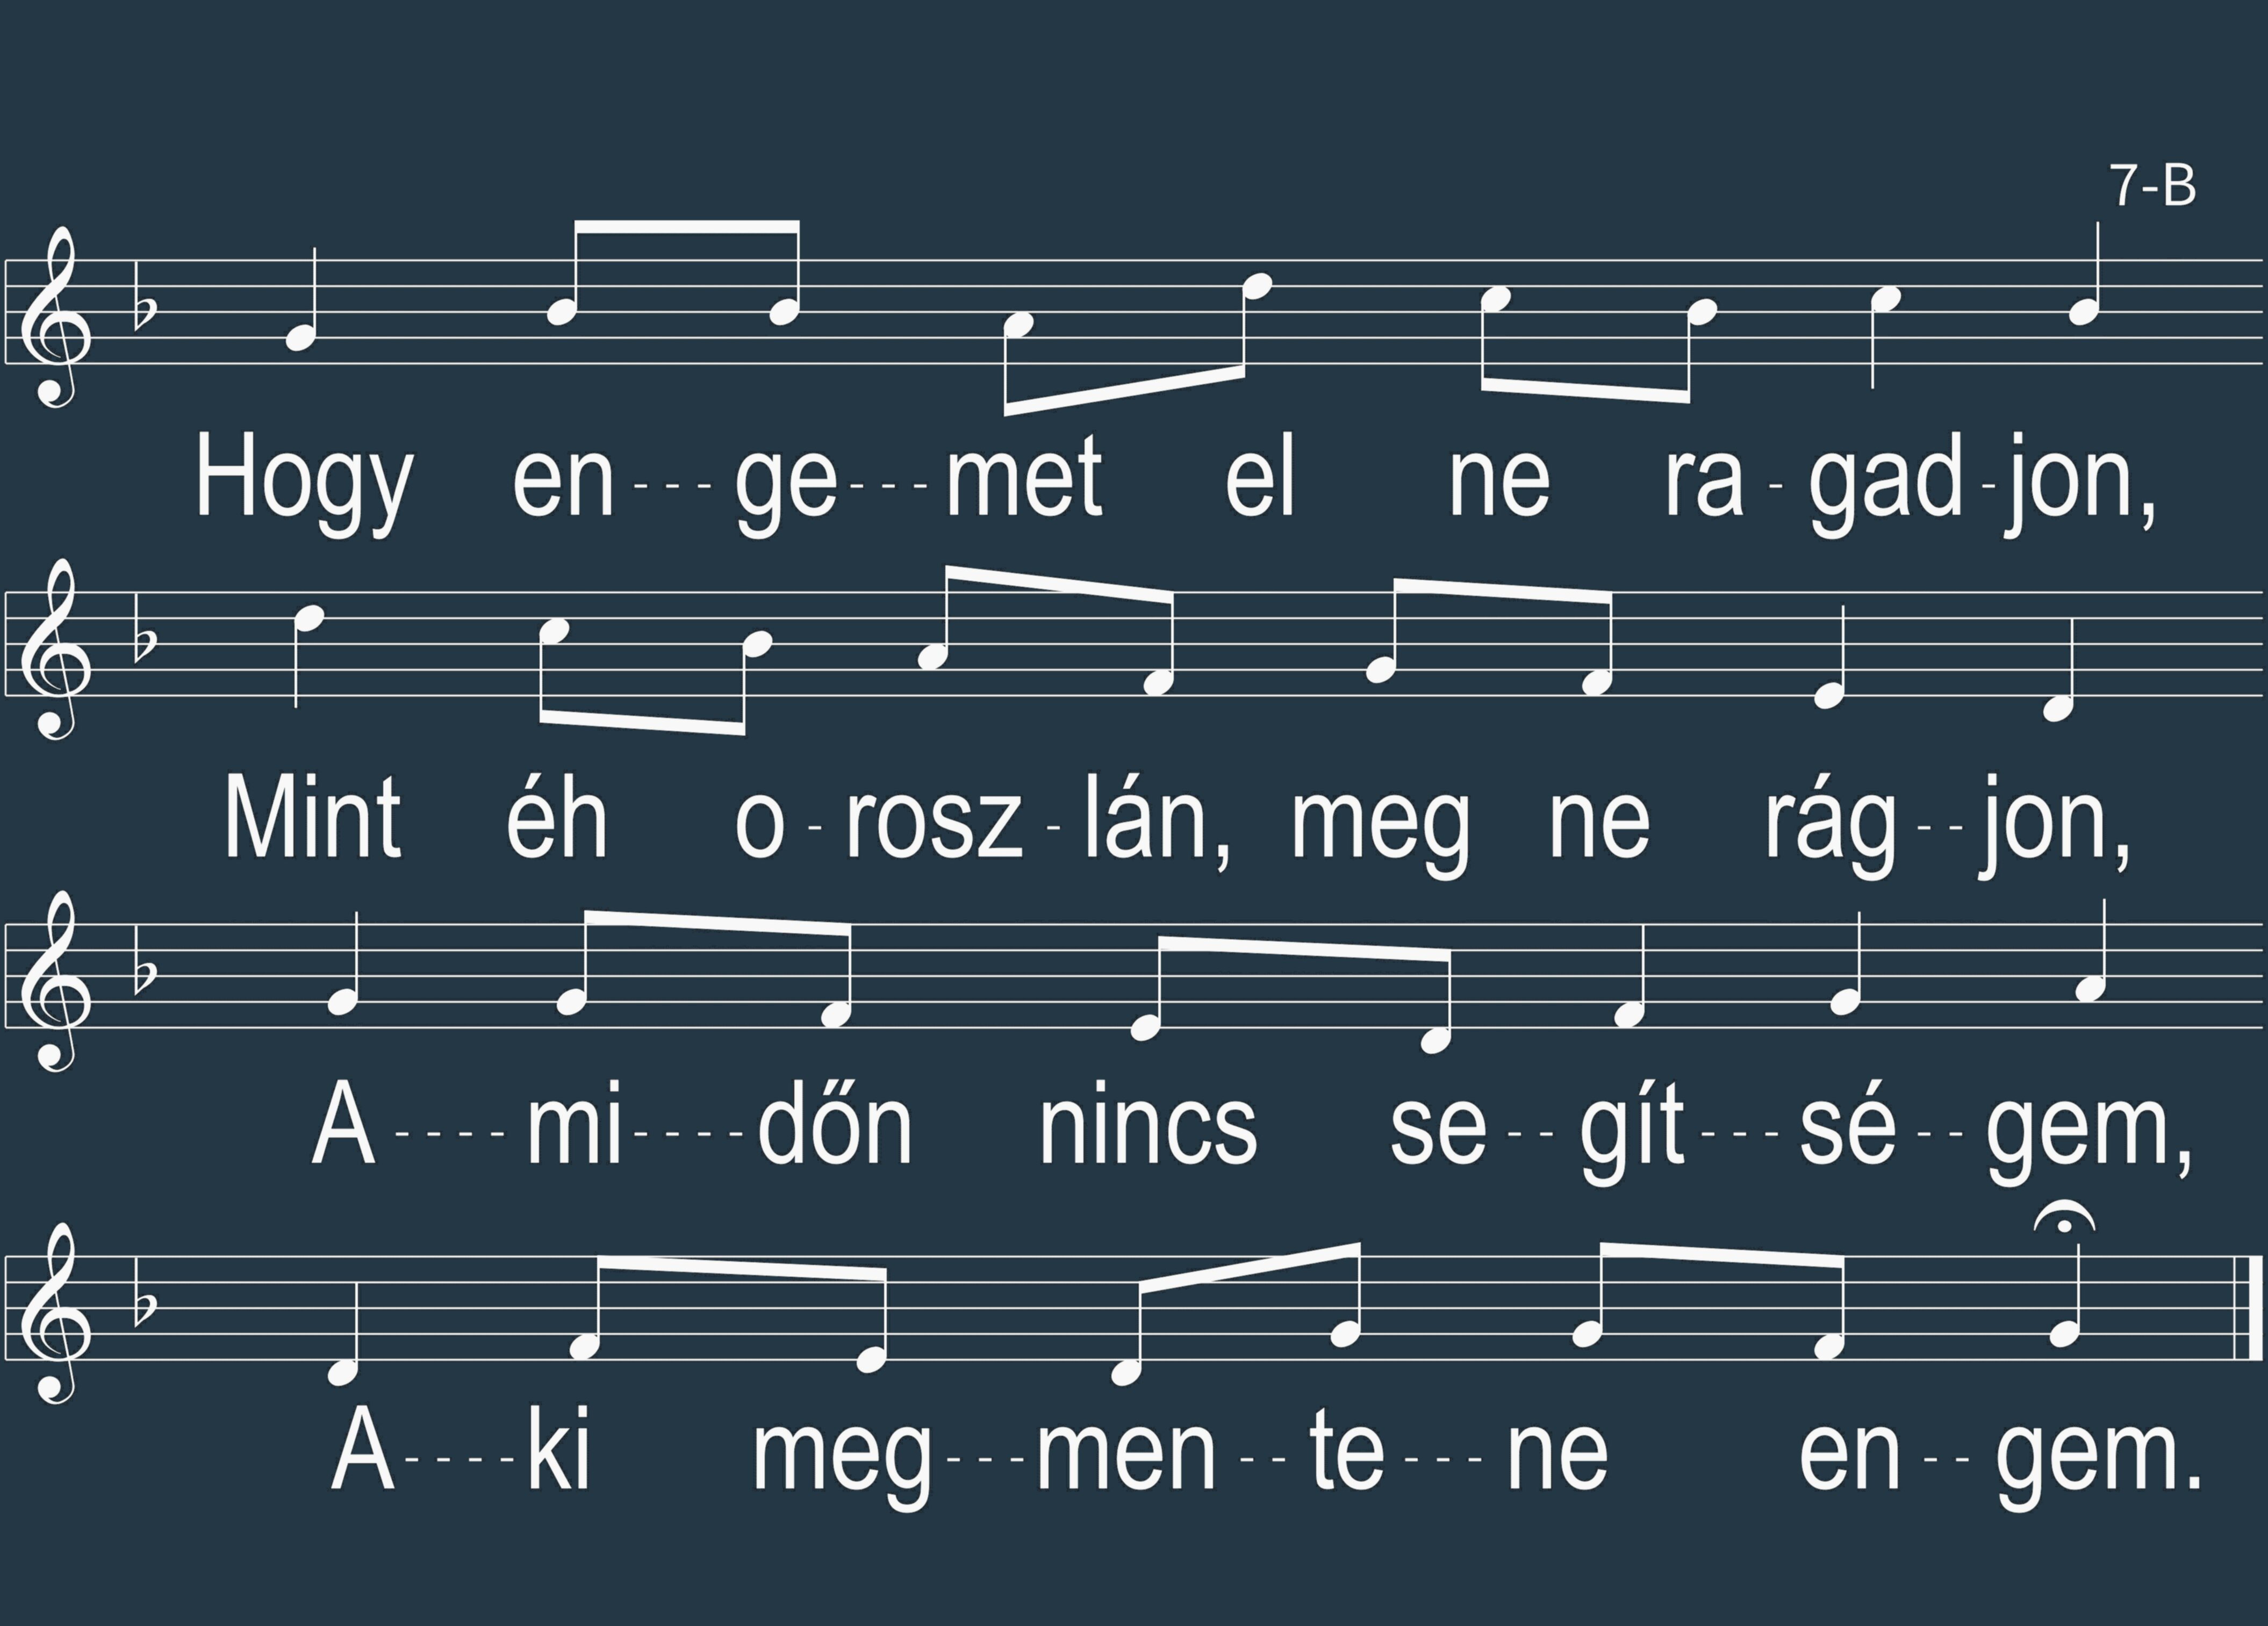 7-B
Hogy en---ge---met el ne ra-gad-jon,
Mint éh o-rosz-lán, meg ne rág--jon,
A----mi----dőn nincs se--gít---sé--gem,
A----ki meg---men--te---ne en--gem.